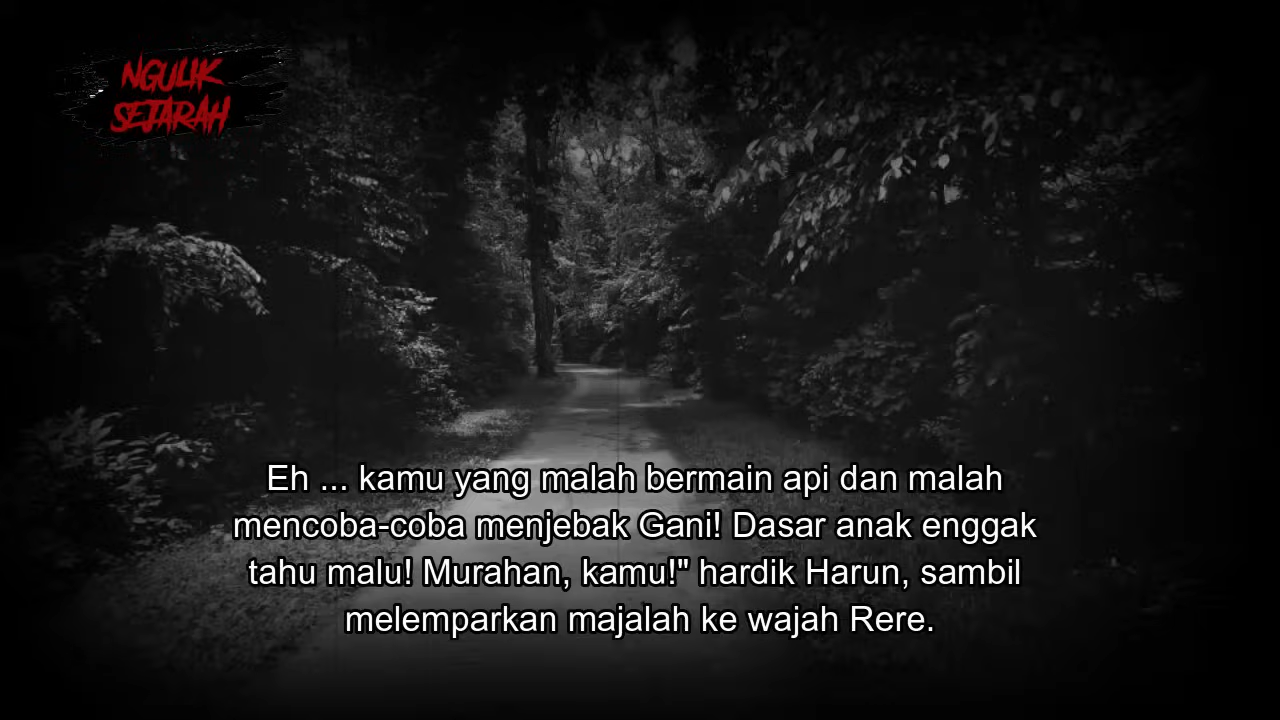 NGULIK
SEJARAH
Eh ... kamu yang malah bermain api dan malah
mencoba-coba menjebak Gani! Dasar anak enggak
tahu malu! Murahan, kamu!" hardik Harun, sambil
melemparkan majalah ke wajah Rere.